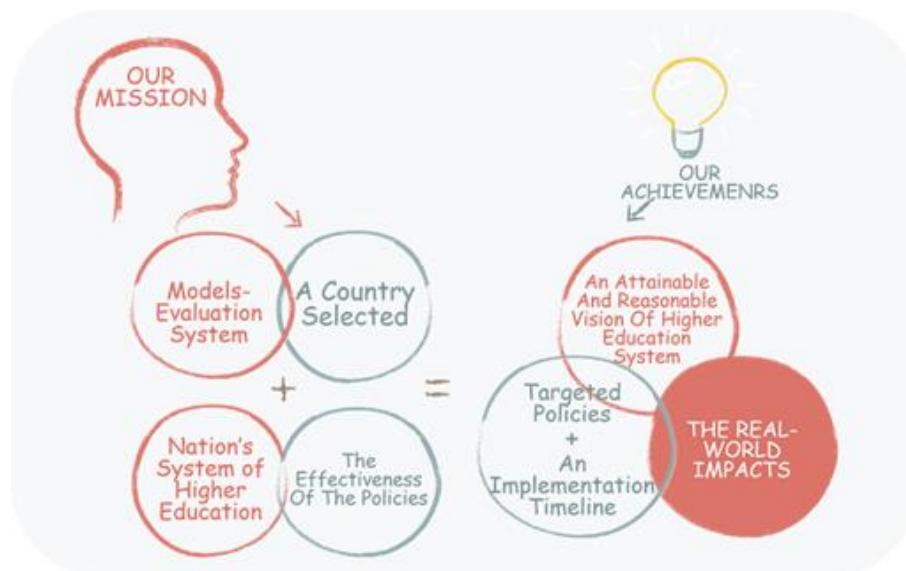 OUR
MISSION
OUR
ACHIEVEMENRS
Models-
Evaluation
System
A Country
Selected
+
Nation's
System of
Higher
Education
The
Effectiveness
Of The Policies
=
An Attainable
And Reasonable
Vision Of Higher
Education
System
Targeted
Policies
+
An
Implementation
Timeline
THE REAL-
WORLD
IMPACTS